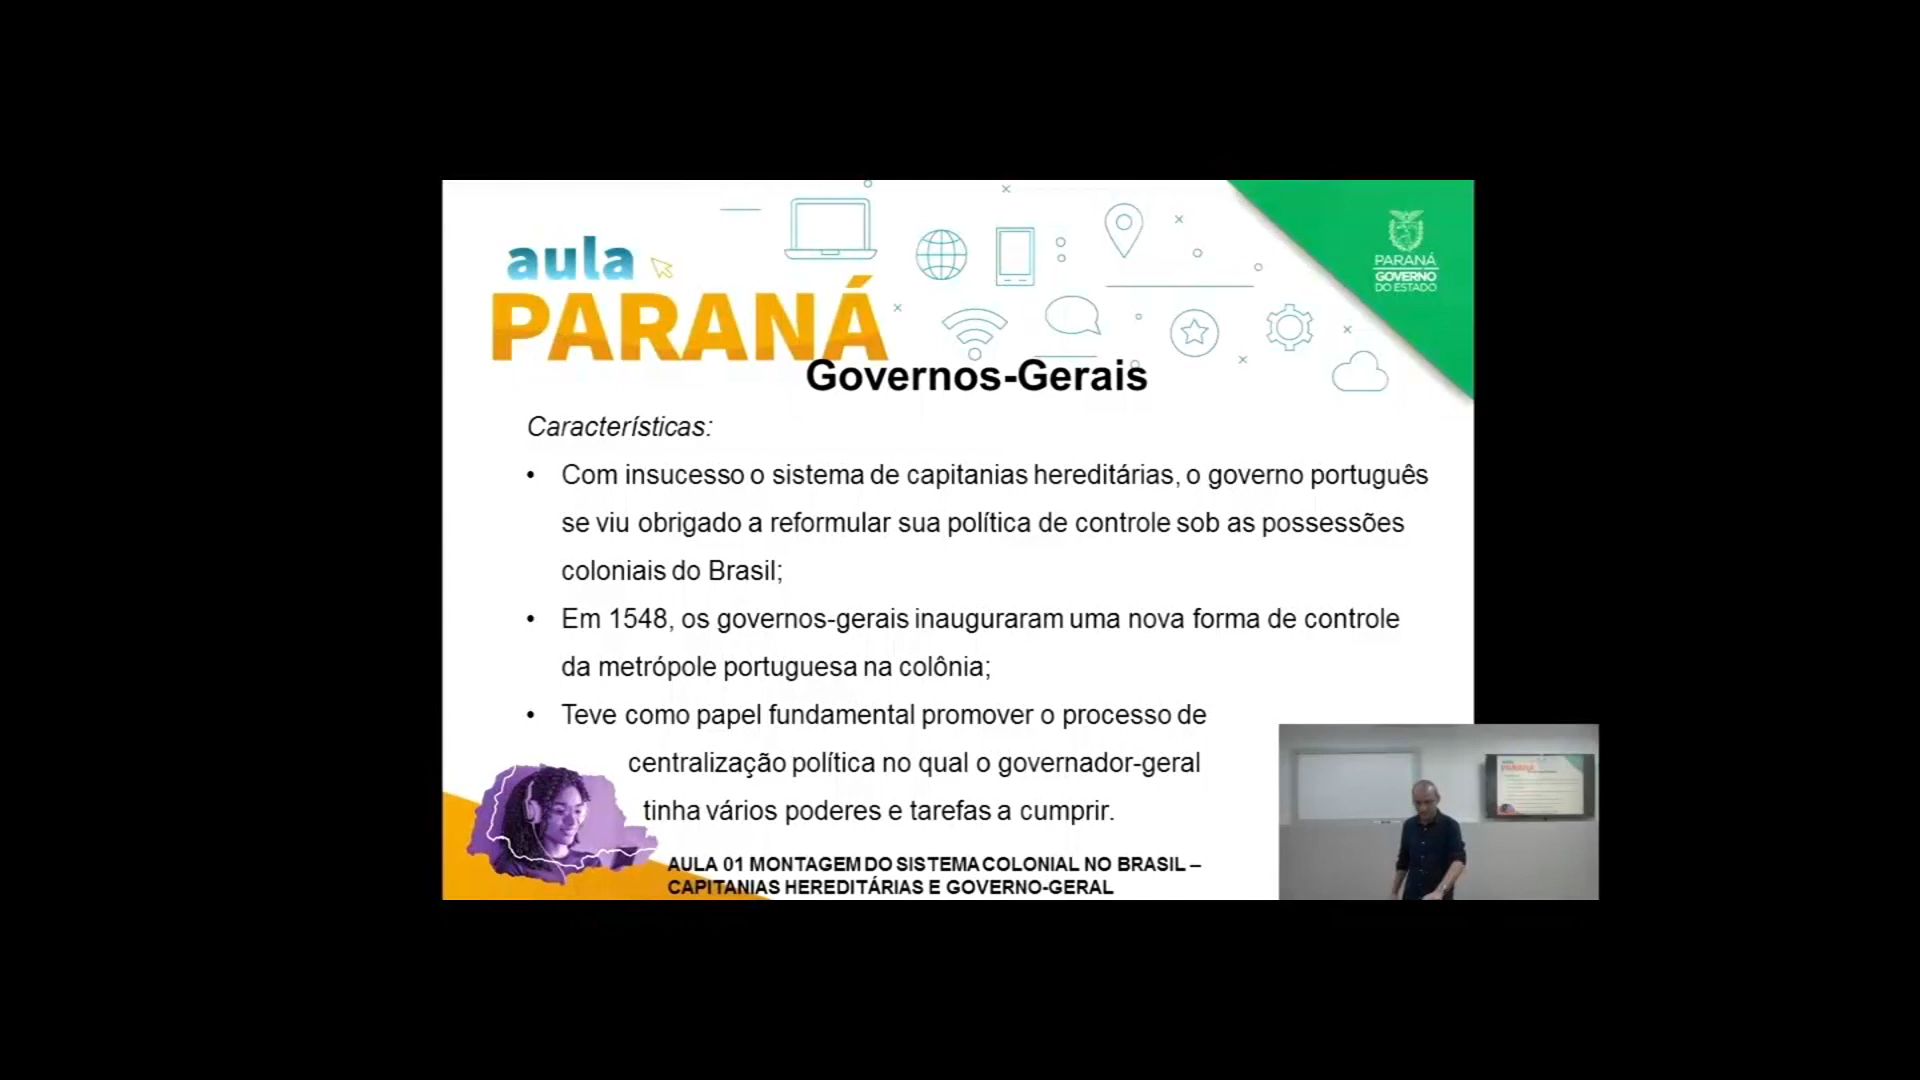 aula
PARANÁ
PARANÁ
GOVERNO
DO ESTADO
Governos-Gerais
Características:
• Com insucesso o sistema de capitanias hereditárias, o governo português
se viu obrigado a reformular sua política de controle sob as possessões
coloniais do Brasil;
• Em 1548, os governos-gerais inauguraram uma nova forma de controle
da metrópole portuguesa na colônia;
• Teve como papel fundamental promover o processo de
centralização política no qual o governador-geral
tinha vários poderes e tarefas a cumprir.
AULA 01 MONTAGEM DO SISTEMA COLONIAL NO BRASIL –
CAPITANIAS HEREDITÁRIAS E GOVERNO-GERAL